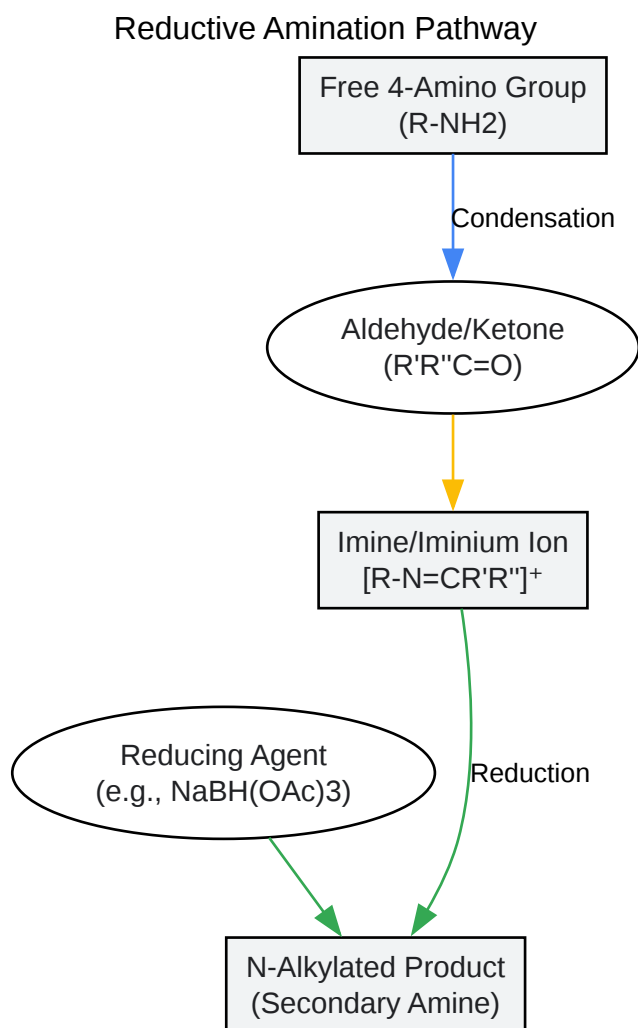 Reductive Amination Pathway
Free 4-Amino Group
(R-NH2)
Condensation
Aldehyde/Ketone
(R'R''C=O)
Imine/Iminium Ion
[R-N=CR'R'']⁺
Reducing Agent
(e.g., NaBH(OAc)3)
Reduction
N-Alkylated Product
(Secondary Amine)